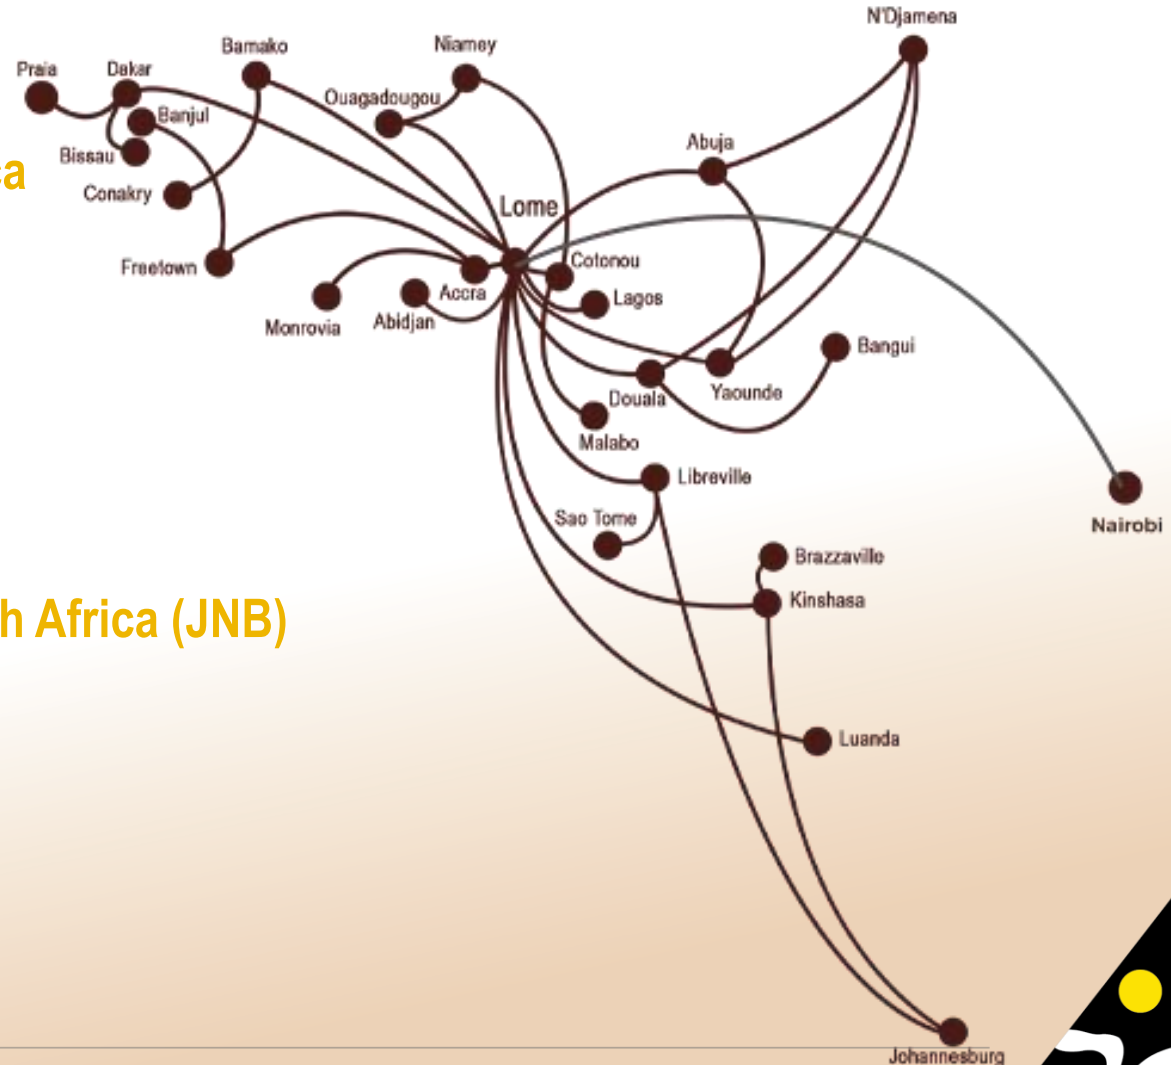 N'Djamena
Bamako
Niamey
Praia
Dakar
Ouagadougou
Banjul
Abuja
Bissau
ca
Conakry
Lome
Freetown
Cotonou
Accra
Lagos
Monrovia
Abidjan
Bangui
Douala
Yaounde
Malabo
Libreville
Sao Tome
Nairobi
Brazzaville
Kinshasa
h Africa (JNB)
Luanda
Johannesburg